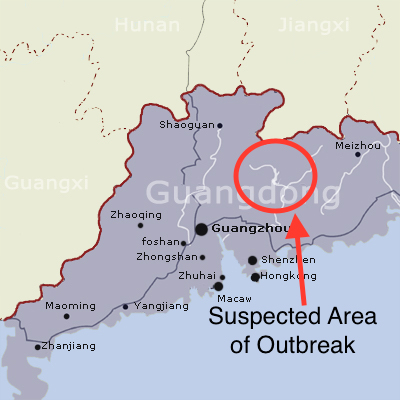 Hunan
Jiangxi
Shaoguan
Meizhou
Guangxi
Guangdong
Zhaoqing
Guangzhou
foshan
Zhongshan
Shenzhen
Zhuhai
Hongkong
Macaw
Maoming
Yangjiang
Zhanjiang
Suspected Area
of Outbreak